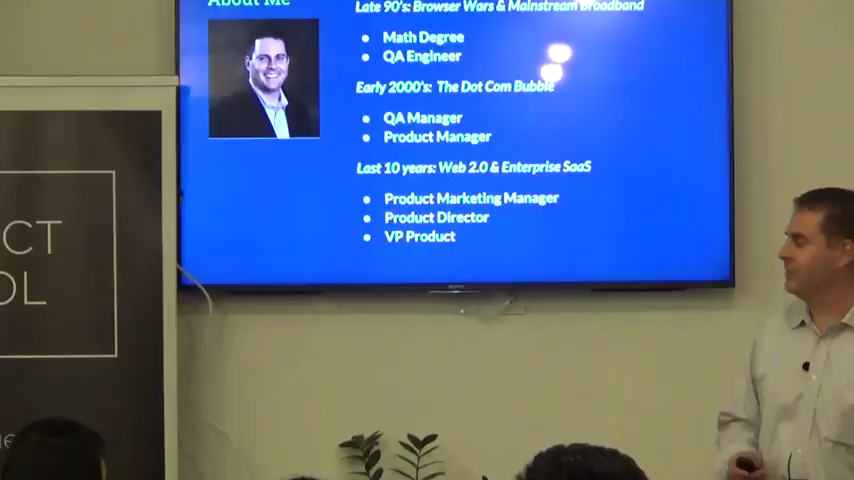 About Me
Late 90's: Browser Wars & Mainstream Broadband
● Math Degree
● QA Engineer
Early 2000's: The Dot Com Bubble
● QA Manager
● Product Manager
Last 10 years: Web 2.0 & Enterprise SaaS
● Product Marketing Manager
● Product Director
● VP Product
SONY
CT
OL